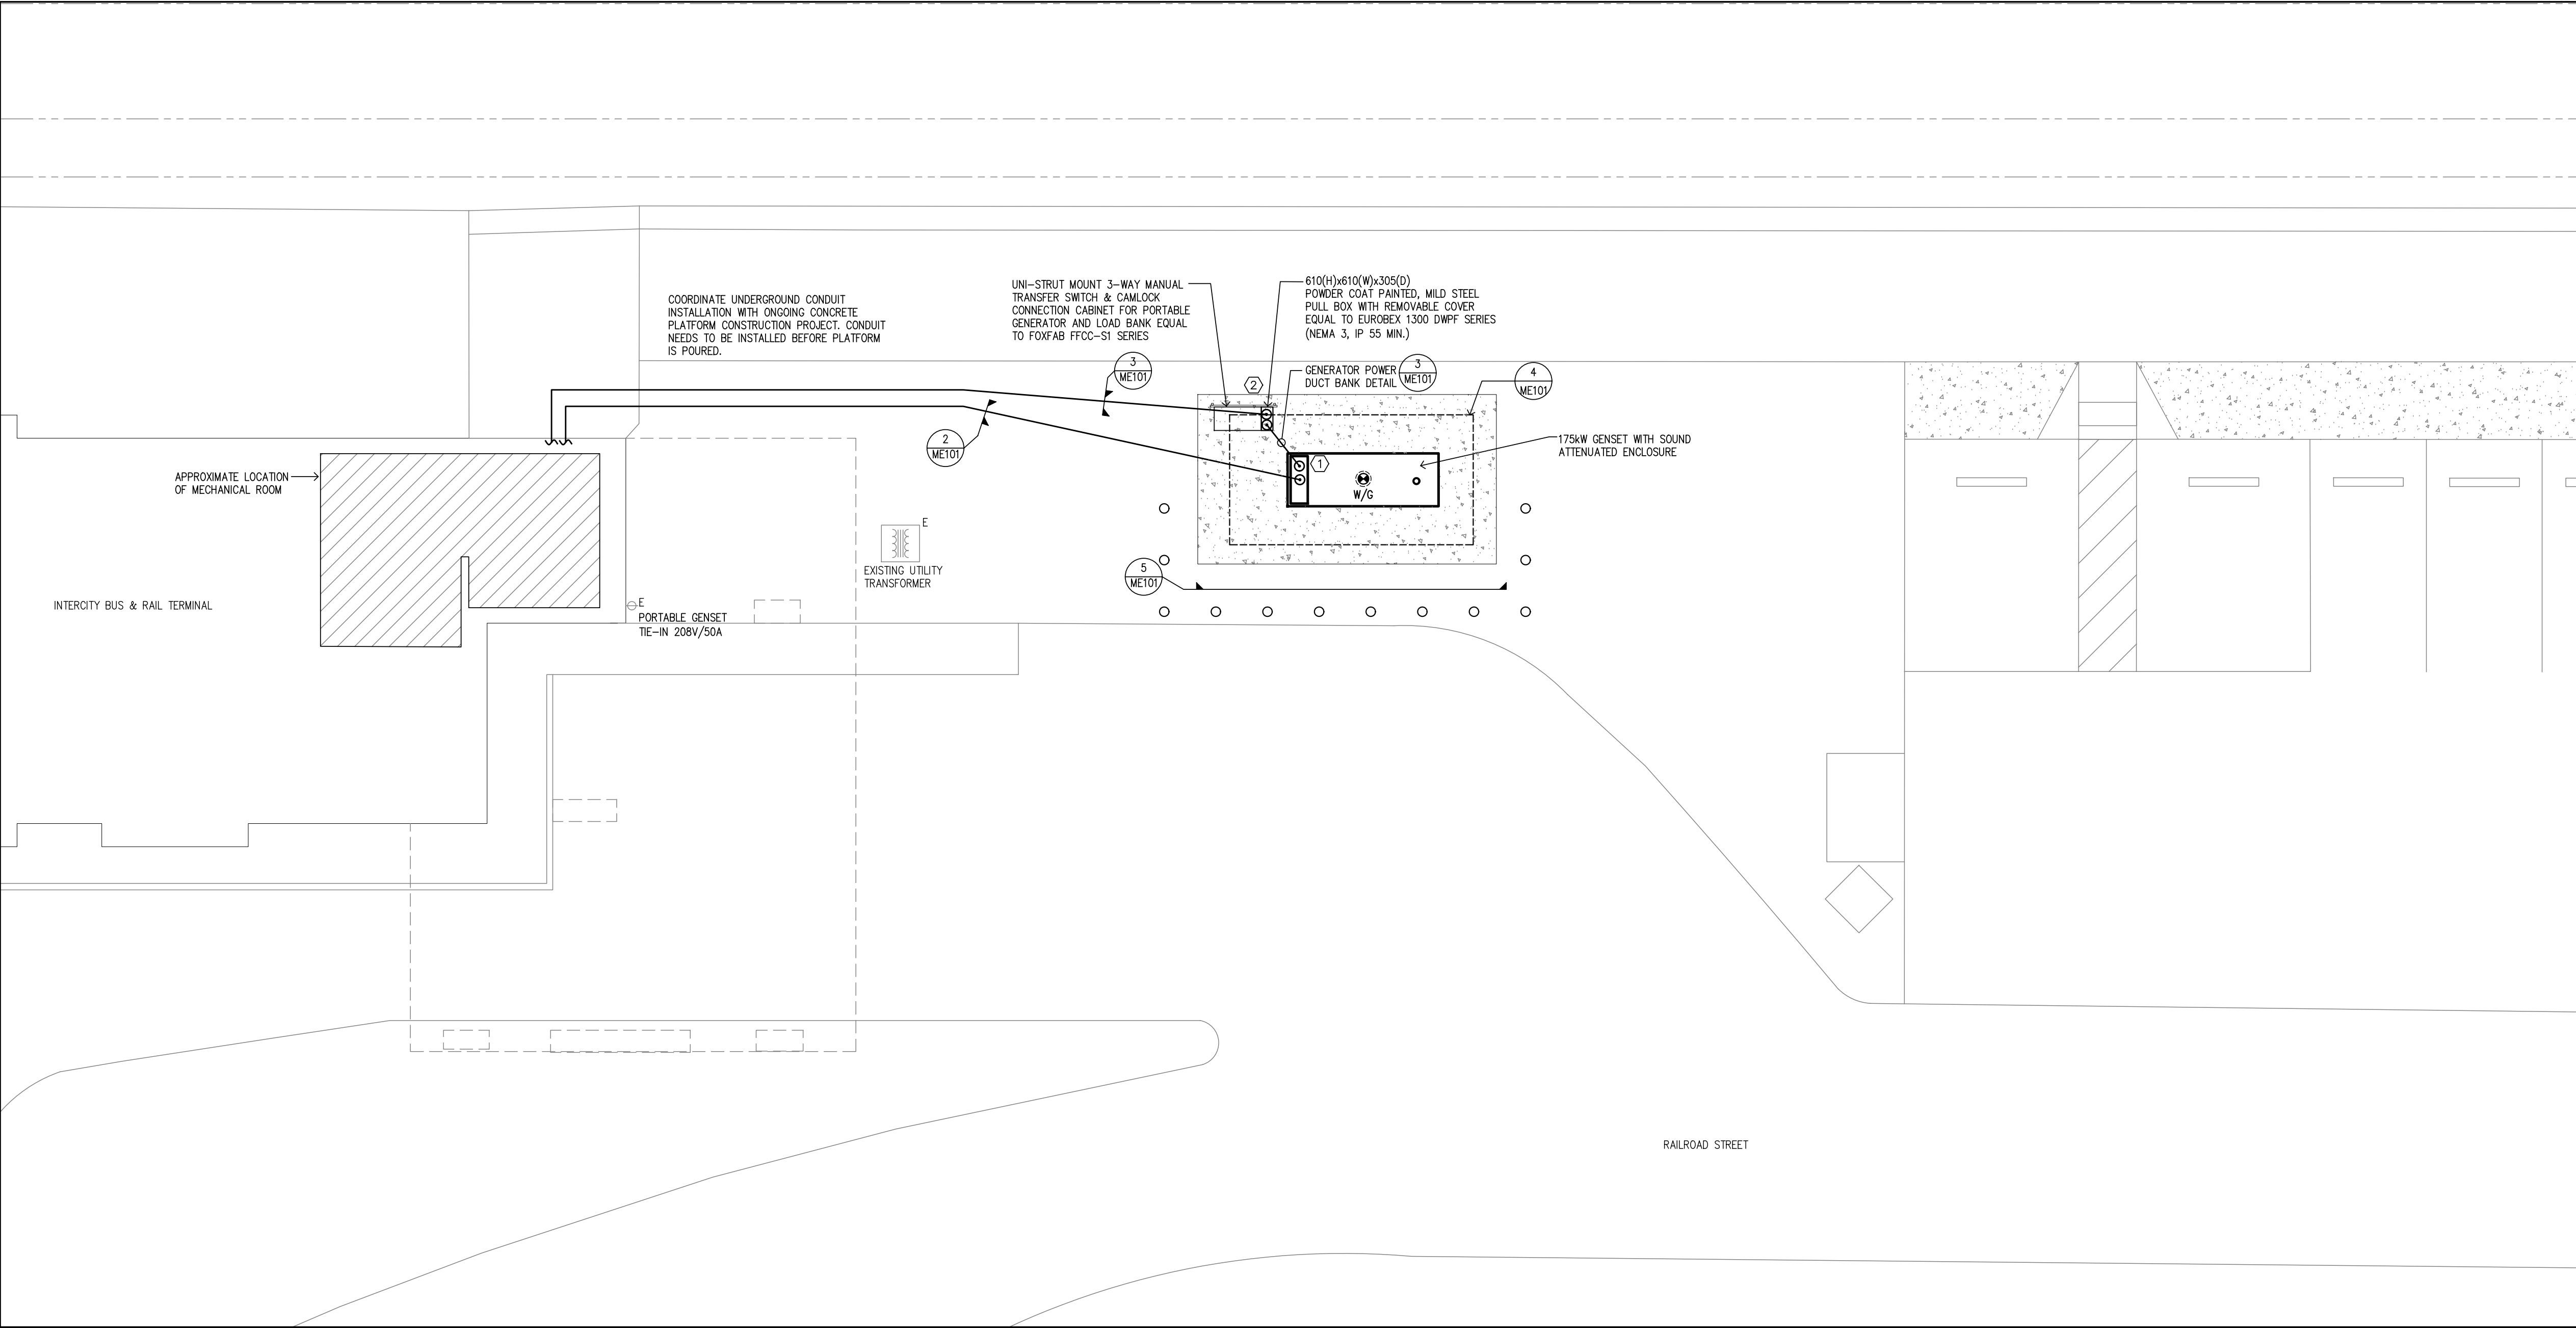 COORDINATE UNDERGROUND CONDUIT
INSTALLATION WITH ONGOING CONCRETE
PLATFORM CONSTRUCTION PROJECT. CONDUIT
NEEDS TO BE INSTALLED BEFORE PLATFORM
IS POURED.
UNI-STRUT MOUNT 3-WAY MANUAL
TRANSFER SWITCH & CAMLOCK
CONNECTION CABINET FOR PORTABLE
GENERATOR AND LOAD BANK EQUAL
TO FOXFAB FFCC-S1 SERIES
610(H)x610(W)x305(D)
POWDER COAT PAINTED, MILD STEEL
PULL BOX WITH REMOVABLE COVER
EQUAL TO EUROBEX 1300 DWPF SERIES
(NEMA 3, IP 55 MIN.)
3
ME101
2
GENERATOR POWER
DUCT BANK DETAIL
3
ME101
4
ME101
2
ME101
175kW GENSET WITH SOUND
ATTENUATED ENCLOSURE
1
W/G
APPROXIMATE LOCATION
OF MECHANICAL ROOM
E
EXISTING UTILITY
TRANSFORMER
5
ME101
INTERCITY BUS & RAIL TERMINAL
E
PORTABLE GENSET
TIE-IN 208V/50A
RAILROAD STREET